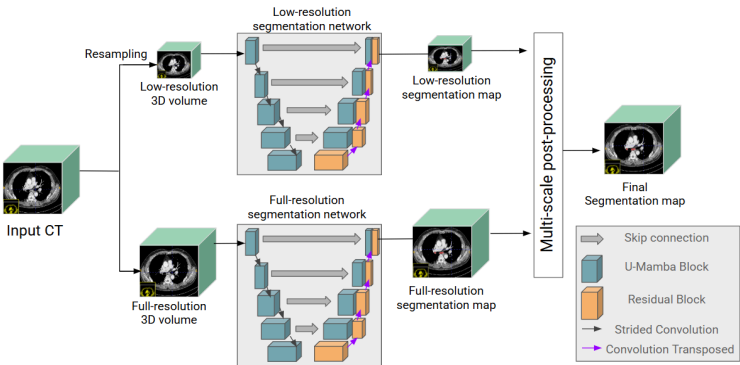 Low-resolution
segmentation network
Resampling
Low-resolution
3D volume
Low-resolution
segmentation map
Input CT
Full-resolution
segmentation network
Full-resolution
3D volume
Full-resolution
segmentation map
Multi-scale post-processing
Final
Segmentation map
Skip connection
U-Mamba Block
Residual Block
Strided Convolution
Convolution Transposed